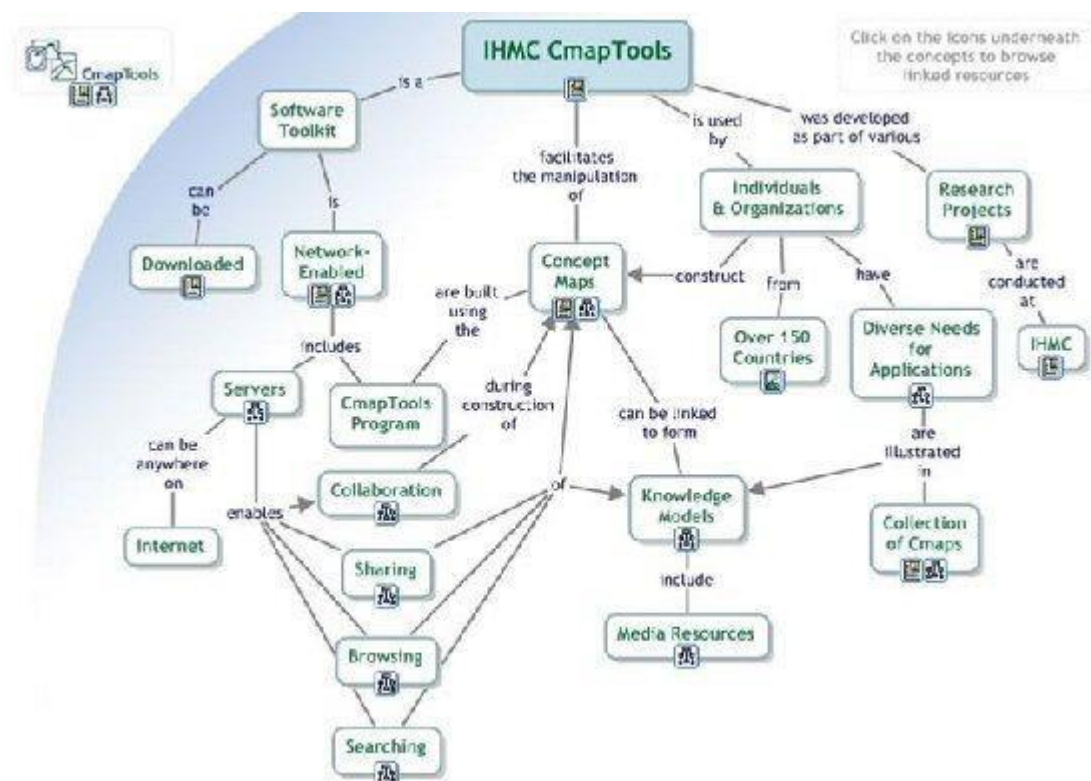 IHMC CmapTools
Click on the icons underneath
the concepts to browse
linked resources
CmapTools
is a
Software
Toolkit
is used
by
was developed
as part of various
facilitates
the manipulation
of
can
be
is
Individuals
& Organizations
Research
Projects
Downloaded
Network-
Enabled
Concept
Maps
construct
from
have
are
conducted
at
are built
using
the
Over 150
Countries
Diverse Needs
for
Applications
IHMC
includes
Servers
CmapTools
Program
during
construction
of
can be linked
to form
can be
anywhere
on
are
illustrated
in
Collaboration
of
Knowledge
Models
enables
Internet
Collection
of Cmaps
Sharing
include
Browsing
Media Resources
Searching